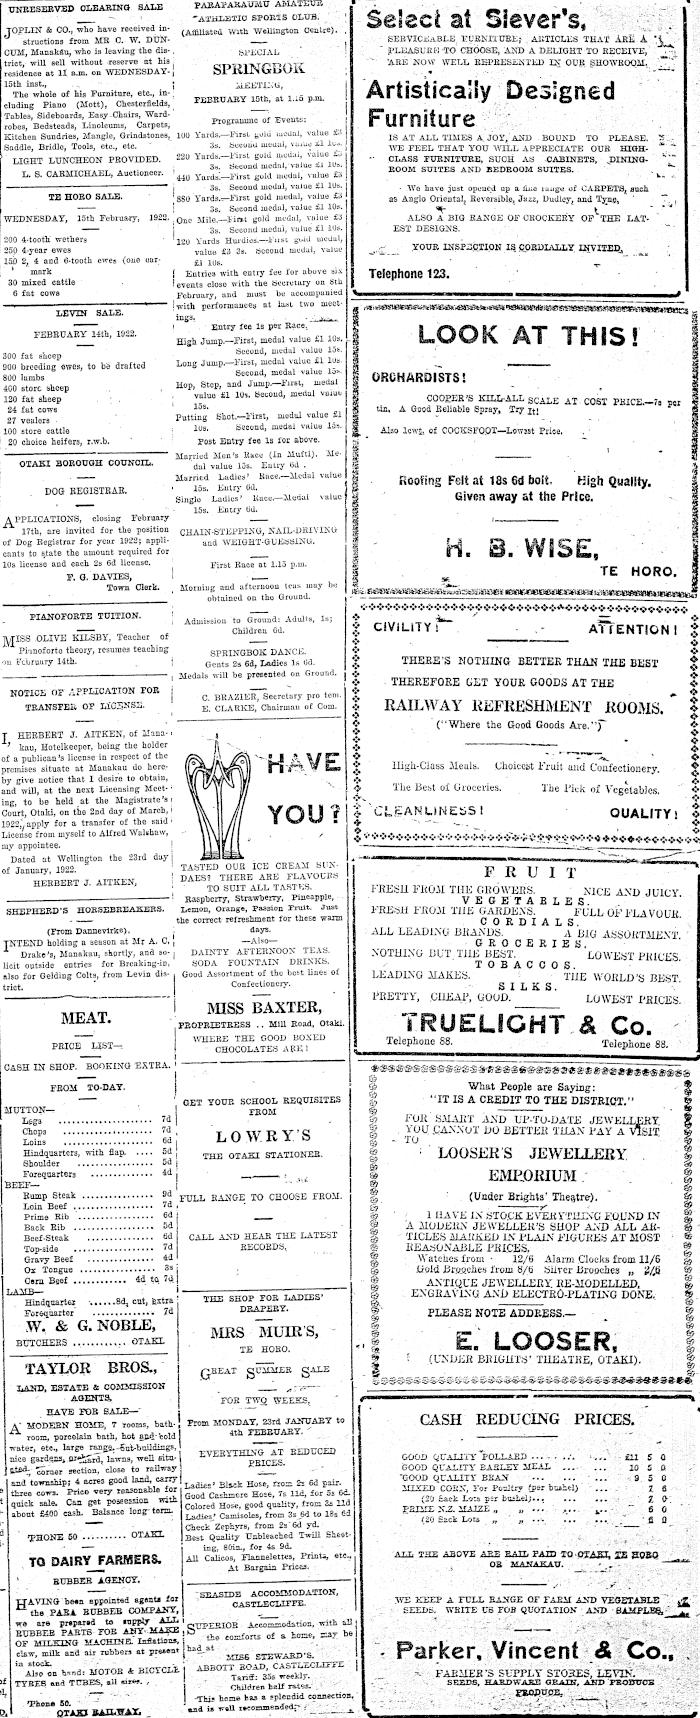 UNRESERVED CLEARING SALE
JOPLIN & CO., who have received in-
structions from MR C. W. DUN-
CUM, Manakau, who is leaving the dis-
trict, will sell without reserve at his
residence at 11 a.m. on WEDNESDAY
15th inst.,
The whole of his Furniture, etc., in-
cluding Piano (Mott), Chesterfields,
Tables, Sideboards, Easy Chairs, Ward-
robes, Bedsteads, Linoleums, Carpets,
Kitchen Sundries, Mangle, Grindstones,
Saddle, Bridle, Tools, etc., etc.
LIGHT LUNCHEON PROVIDED.
L. S. CARMICHAEL, Auctioneer.
TE HORO SALE.
WEDNESDAY, 15th February, 1922.
200 4-tooth wethers
250 4-year ewes
150 2, 4 and 6-tooth ewes (one ear-
mark
30 mixed cattle
6 fat cows
LEVIN SALE.
FEBRUARY 14th, 1922.
300 fat sheep
900 breeding ewes, to be drafted
800 lambs
460 store sheep
120 fat sheep
24 fat cows
27 vealers
100 store cattle
20 choice heifers, r.w.b.
OTAKI BOROUGH COUNCIL.
DOG REGISTRAR.
APPLICATIONS, closing February
17th, are invited for the position
of Dog Registrar for year 1922; appli-
cants to state the amount required for
10s license and each 2s 6d license.
F. G. DAVIES,
Town Clerk.
PIANOFORTE TUITION.
MISS OLIVE KILSBY, Teacher of
Pianoforte theory, resumes teaching
on February 14th.
NOTICE OF APPLICATION FOR
TRANSFER OF LICENSE.
I, HERBERT J. AITKEN, of Mana-
kau, Hotelkeeper, being the holder
of a publican's license in respect of the
premises situate at Manakau do here-
by give notice that I desire to obtain,
and will, at the next Licensing Meet-
ing, to be held at the Magistrate's
Court, Otaki, on the 2nd day of March,
1922, apply for a transfer of the said
License from myself to Alfred Walshaw,
my appointee.
Dated at Wellington the 23rd day
of January, 1922.
HERBERT J. AITKEN,
SHEPHERD'S HORSEBREAKERS.
(From Dannevirke).
INTEND holding a season at Mr A. C.
Drake's, Manakau, shortly, and so-
licit outside entries for Breaking-in,
also for Gelding Colts, from Levin dis-
trict.
MEAT.
PRICE LIST—
CASH IN SHOP. BOOKING EXTRA.
FROM TO-DAY.
MUTTON—
Legs .................... 7d
Chops .................... 7d
Loins .................... 6d
Hindquarters, with flap. .... 5d
Shoulder .................... 5d
Forequarters .................... 4d
BEEF—
Rump Steak .............. 9d
Loin Beef ................ 7d
Prime Rib ................ 6d
Back Rib ................ 5d
Beef-Steak ................ 6d
Top-side ................ 7d
Gravy Beef ................ 4d
Ox Tongue ................ 3s
Corn Beef .......... 4d to 7d
LAMB—
Hindquarter ......8d, cut, extra
Forequarter ................ 7d
W. & G. NOBLE,
BUTCHERS ............ OTAKI
TAYLOR BROS.,
LAND, ESTATE & COMMISSION
AGENTS,
HAVE FOR SALE—
A MODERN HOME, 7 rooms, bath-
room, porcelain bath, hot and cold
water, etc., large range, out-buildings,
nice gardens, orchard, lawns, well situ-
ated, corner section, close to railway
and township; 4 acres good land, carry
three cows. Price very reasonable for
quick sale. Can get possession with
about £400 cash. Balance long term.
'PHONE 50 ........... OTAKI
TO DAIRY FARMERS.
RUBBER AGENCY.
HAVING been appointed agents for
the PARA RUBBER COMPANY,
we are prepared to supply ALL
RUBBER PARTS FOR ANY MAKE
OF MILKING MACHINE. Inflations,
claw, milk and air rubbers at present
in stock.
Also on hand: MOTOR & BICYCLE
TYRES and TUBES, all sizes.
'Phone 50.
OTAKI RAILWAY.
PARAPARAUMU AMATEUR
ATHLETIC SPORTS CLUB.
(Affiliated With Wellington Centre).
SPECIAL
SPRINGBOK
MEETING,
FEBRUARY 15th, at 1.15 p.m.
Programme of Events:
100 Yards.—First gold medal, value £3
3s. Second medal, value £1 10s.
220 Yards.—First gold medal, value £3
3s. Second medal value £1 10s.
440 Yards.—First gold medal, value £3
3s. Second medal value £1 10s.
880 Yards.—First gold medal, value £3
3s. Second medal value £1 10s.
One Mile.—First gold medal, value £3
3s. Second medal, value £1 10s.
120 Yards Hurdles.—First gold medal,
value £3 3s. Second medal, value
£1 10s.
Entries with entry fee for above six
events close with the Secretary on 8th
February, and must be accompanied
with performances at last two meet-
ings.
Entry fee 1s per Race.
High Jump.—First, medal value £1 10s.
Second, medal value 15s.
Long Jump.—First, medal value £1 10s.
Second, medal value 15s.
Hop, Step, and Jump.—First, medal
value £1 10s. Second, medal value
15s.
Putting Shot.—First, medal value £1
10s. Second, medal value 15s.
Post Entry fee is for above.
Married Men's Race (In Mufti). Me-
dal value 15s. Entry 6d.
Married Ladies' Race.—Medal value
15s. Entry 6d.
Single Ladies' Race.—Medal value
15s. Entry 6d.
CHAIN-STEPPING, NAIL-DRIVING
and WEIGHT-GUESSING.
First Race at 1.15 p.m.
Morning and afternoon teas may be
obtained on the Ground.
Admission to Ground: Adults, 1s;
Children 6d.
SPRINGBOK DANCE.
Gents 2s 6d, Ladies 1s 6d.
Medals will be presented on Ground.
C. BRAZIER, Secretary pro tem.
E. CLARKE, Chairman of Com.
HAVE
YOU?
TASTED OUR ICE CREAM SUN-
DAES? THERE ARE FLAVOURS
TO SUIT ALL TASTES.
Raspberry, Strawberry, Pineapple,
Lemon, Orange, Passion Fruit. Just
the correct refreshment for these warm
days.
—Also—
DAINTY AFTERNOON TEAS.
SODA FOUNTAIN DRINKS.
Good Assortment of the best lines of
Confectionery.
MISS BAXTER,
PROPRIETRESS .. Mill Road, Otaki.
WHERE THE GOOD BOXED
CHOCOLATES ARE!
GET YOUR SCHOOL REQUISITES
FROM
LOWRY'S
THE OTAKI STATIONER.
FULL RANGE TO CHOOSE FROM.
CALL AND HEAR THE LATEST
RECORDS,
THE SHOP FOR LADIES'
DRAPERY.
MRS MUIR'S,
TE HORO.
GREAT SUMMER SALE
FOR TWO WEEKS,
From MONDAY, 23rd JANUARY to
4th FEBRUARY.
EVERYTHING AT REDUCED
PRICES.
Ladies' Black Hose, from 2s 6d pair.
Good Cashmere Hose, 7s 11d, for 5s 6d.
Colored Hose, good quality, from 3s 11d
Ladies' Camisoles, from 3s 6d to 18s 6d
Check Zephyrs, from 2s 6d yd.
Best Quality Unbleached Twill Sheet-
ing, 80in., for 4s 9d.
All Calicos, Flannelettes, Prints, etc.,
At Bargain Prices.
SEASIDE ACCOMMODATION,
CASTLECLIFFE.
SUPERIOR Accommodation, with all
the comforts of a home, may be
had at
MISS STEWARD'S.
ABBOTT ROAD, CASTLECLIFFE
Tariff: 35s weekly.
Children half rates.
This home has a splendid connection,
and is well recommended.
Select at Slever's,
SERVICEABLE FURNITURE; ARTICLES THAT ARE A
PLEASURE TO CHOOSE, AND A DELIGHT TO RECEIVE,
ARE NOW WELL REPRESENTED IN OUR SHOWROOM.
Artistically Designed
Furniture
IS AT ALL TIMES A JOY, AND BOUND TO PLEASE.
WE FEEL THAT YOU WILL APPRECIATE OUR HIGH-
CLASS FURNITURE, SUCH AS CABINETS, DINING-
ROOM SUITES AND BEDROOM SUITES.
We have just opened up a fine range of CARPETS, such
as Anglo Oriental, Reversible, Jazz, Dudley, and Tyne,
ALSO A BIG RANGE OF CROCKERY OF THE LAT-
EST DESIGNS.
YOUR INSPECTION IS CORDIALLY INVITED.
Telephone 123.
LOOK AT THIS!
ORCHARDISTS!
COOPER'S KILL-ALL SCALE AT COST PRICE.—7s per
tin. A Good Reliable Spray, Try It!
Also 1cwt. of COCKSFOOT—Lowest Price.
Roofing Felt at 18s 6d bolt. High Quality.
Given away at the Price.
H. B. WISE,
TE HORO.
CIVILITY! ATTENTION!
THERE'S NOTHING BETTER THAN THE BEST
THEREFORE GET YOUR GOODS AT THE
RAILWAY REFRESHMENT ROOMS.
("Where the Good Goods Are.")
High-Class Meals. Choicest Fruit and Confectionery.
The Best of Groceries. The Pick of Vegetables.
CLEANLINESS! QUALITY!
FRUIT
FRESH FROM THE GROWERS. NICE AND JUICY.
VEGETABLES.
FRESH FROM THE GARDENS. FULL OF FLAVOUR.
CORDIALS.
ALL LEADING BRANDS. A BIG ASSORTMENT.
GROCERIES.
NOTHING BUT THE BEST. LOWEST PRICES.
TOBACCOS.
LEADING MAKES. THE WORLD'S BEST.
SILKS.
PRETTY, CHEAP, GOOD. LOWEST PRICES.
TRUELIGHT & Co.
Telephone 88. Telephone 88.
What People are Saying:
"IT IS A CREDIT TO THE DISTRICT."
FOR SMART AND UP-TO-DATE JEWELLERY
YOU CANNOT DO BETTER THAN PAY A VISIT
TO
LOOSER'S JEWELLERY
EMPORIUM
(Under Brights' Theatre).
I HAVE IN STOCK EVERYTHING FOUND IN
A MODERN JEWELLER'S SHOP AND ALL AR-
TICLES MARKED IN PLAIN FIGURES AT MOST
REASONABLE PRICES.
Watches from 12/6 Alarm Clocks from 11/6
Gold Brooches from 8/6 Silver Brooches „ 2/6
ANTIQUE JEWELLERY RE-MODELLED,
ENGRAVING AND ELECTRO-PLATING DONE.
PLEASE NOTE ADDRESS.—
E. LOOSER,
(UNDER BRIGHTS' THEATRE, OTAKI).
CASH REDUCING PRICES.
GOOD QUALITY POLLARD ........ ... £11 5 0
GOOD QUALITY BARLEY MEAL ... ... 10 5 0
GOOD QUALITY BRAN ... ... ... 9 5 0
MIXED CORN, For Poultry (per bushel) ... 7 6
(20 Sack Lots per bushel)... ... 7 0
PRIME N.Z. MAIZE „ „ ... ... 6 6
(20 Sack Lots „ „ ... ... 6 0
ALL THE ABOVE ARE RAIL PAID TO OTAKI, TE HORO
OR MANAKAU.
WE KEEP A FULL RANGE OF FARM AND VEGETABLE
SEEDS. WRITE US FOR QUOTATION AND SAMPLES.
Parker, Vincent & Co.,
FARMER'S SUPPLY STORES, LEVIN.
SEEDS, HARDWARE GRAIN, AND PRODUCE
PRODUCE.